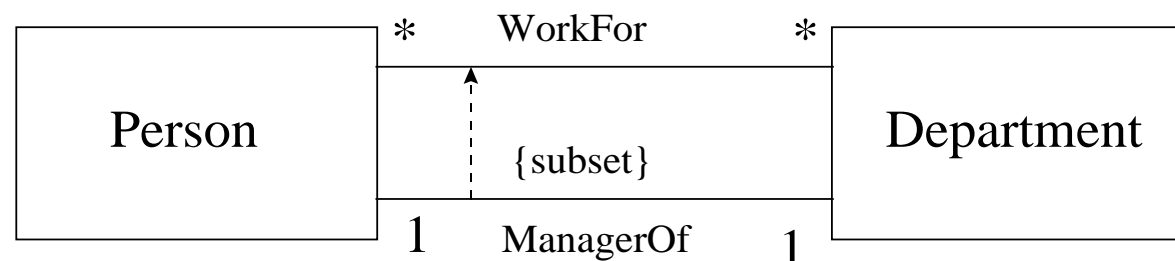 * WorkFor *
Person
Department
{subset}
1 ManagerOf 1